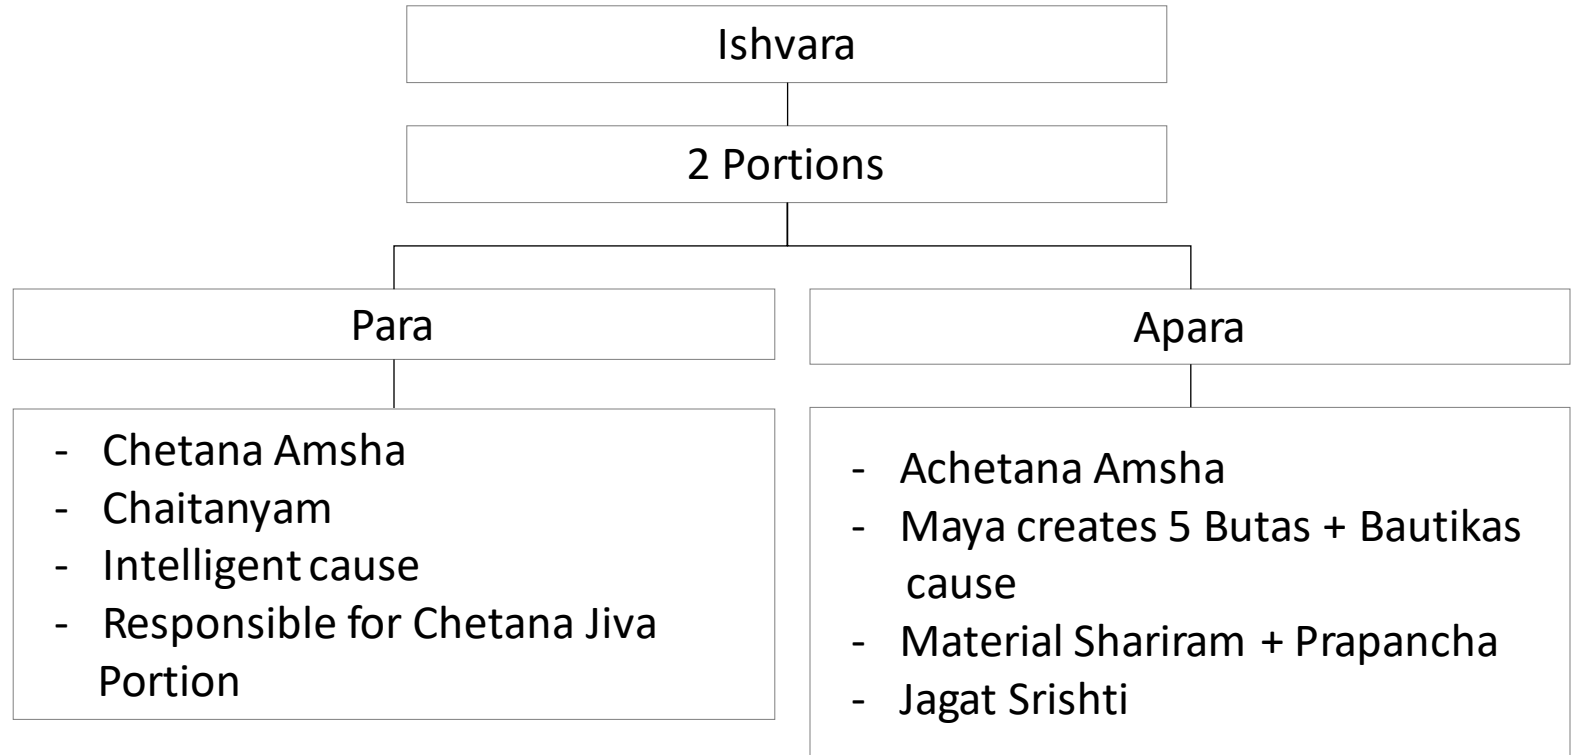 Ishvara
2 Portions
Para
- Chetana Amsha
- Chaitanyam
- Intelligent cause
- Responsible for Chetana Jiva
Portion
Apara
- Achetana Amsha
- Maya creates 5 Butas + Bautikas
cause
- Material Shariram + Prapancha
- Jagat Srishti